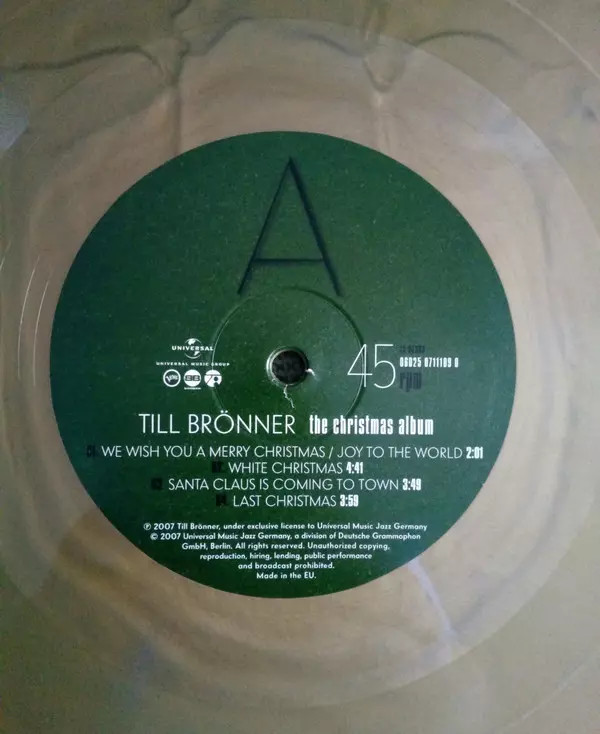 A
UNIVERSAL
UNIVERSAL MUSIC GROUP
45
rpm
TILL BRÖNNER the christmas album
WE WISH YOU A MERRY CHRISTMAS / JOY TO THE WORLD 2:01
WHITE CHRISTMAS 4:41
SANTA CLAUS IS COMING TO TOWN 3:49
LAST CHRISTMAS 3:59
℗ 2007 Till Brönner, under exclusive license to Universal Music Jazz Germany
© 2007 Universal Music Jazz Germany, a division of Deutsche Grammophon
GmbH, Berlin. All rights reserved. Unauthorized copying,
reproduction, hiring, lending, public performance
and broadcast prohibited.
Made in the EU.